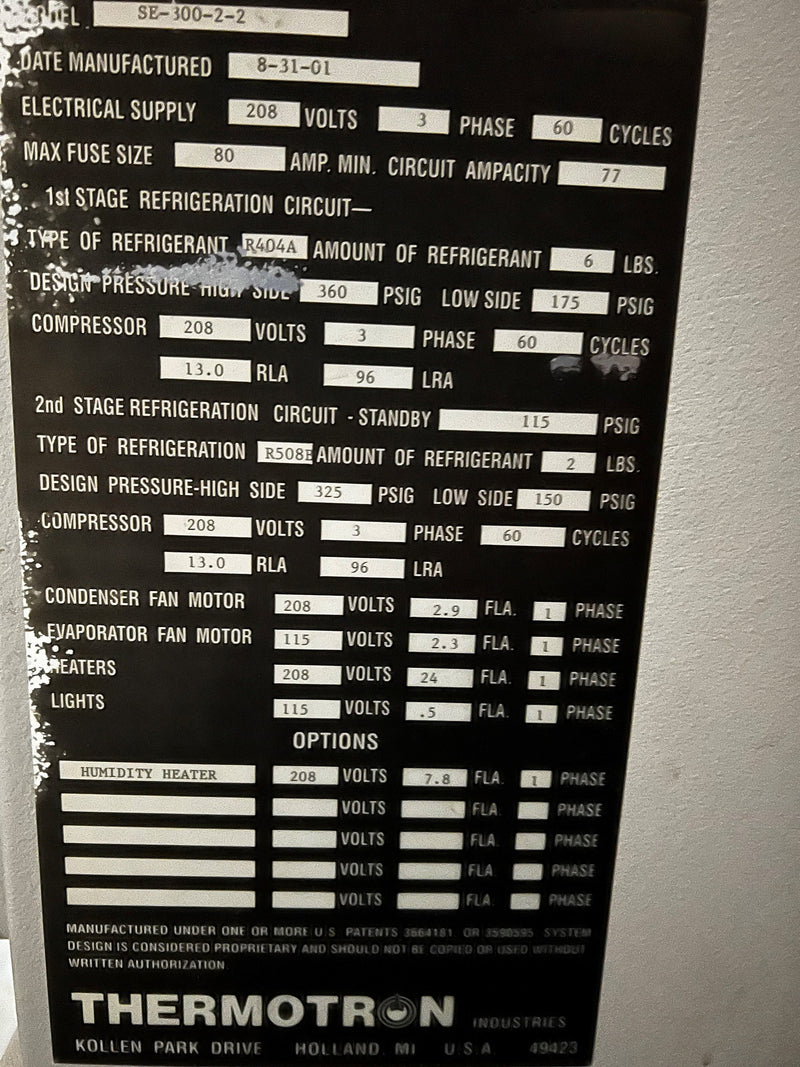 MODEL SE-300-2-2
DATE MANUFACTURED 8-31-01
ELECTRICAL SUPPLY 208 VOLTS 3 PHASE 60 CYCLES
MAX FUSE SIZE 80 AMP. MIN. CIRCUIT AMPACITY 77
1st STAGE REFRIGERATION CIRCUIT—
TYPE OF REFRIGERANT R404A AMOUNT OF REFRIGERANT 6 LBS.
DESIGN PRESSURE-HIGH SIDE 360 PSIG LOW SIDE 175 PSIG
COMPRESSOR 208 VOLTS 3 PHASE 60 CYCLES
13.0 RLA 96 LRA
2nd STAGE REFRIGERATION CIRCUIT - STANDBY 115 PSIG
TYPE OF REFRIGERATION R508B AMOUNT OF REFRIGERANT 2 LBS.
DESIGN PRESSURE-HIGH SIDE 325 PSIG LOW SIDE 150 PSIG
COMPRESSOR 208 VOLTS 3 PHASE 60 CYCLES
13.0 RLA 96 LRA
CONDENSER FAN MOTOR 208 VOLTS 2.9 FLA. 1 PHASE
EVAPORATOR FAN MOTOR 115 VOLTS 2.3 FLA. 1 PHASE
HEATERS 208 VOLTS 24 FLA. 1 PHASE
LIGHTS 115 VOLTS .5 FLA. 1 PHASE
OPTIONS
HUMIDITY HEATER 208 VOLTS 7.8 FLA. 1 PHASE
VOLTS FLA. PHASE
VOLTS FLA. PHASE
VOLTS FLA PHASE
VOLTS FLA. PHASE
MANUFACTURED UNDER ONE OR MORE U.S. PATENTS 3664181 OR 3590595 SYSTEM
DESIGN IS CONSIDERED PROPRIETARY AND SHOULD NOT BE COPIED OR USED WITHOUT
WRITTEN AUTHORIZATION.
THERMOTRON INDUSTRIES
KOLLEN PARK DRIVE HOLLAND, MI U.S.A. 49423